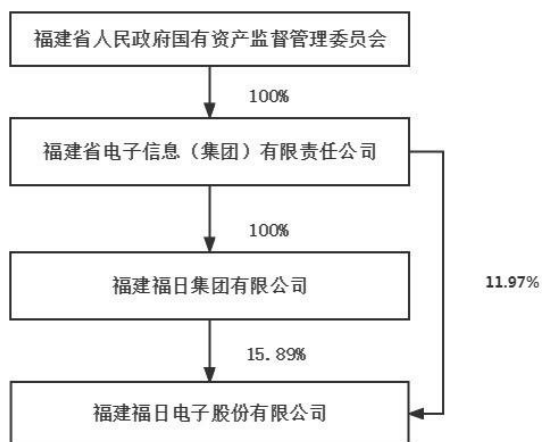 福建省人民政府国有资产监督管理委员会
100%
福建省电子信息（集团）有限责任公司
100%
福建福日集团有限公司
11.97%
15.89%
福建福日电子股份有限公司